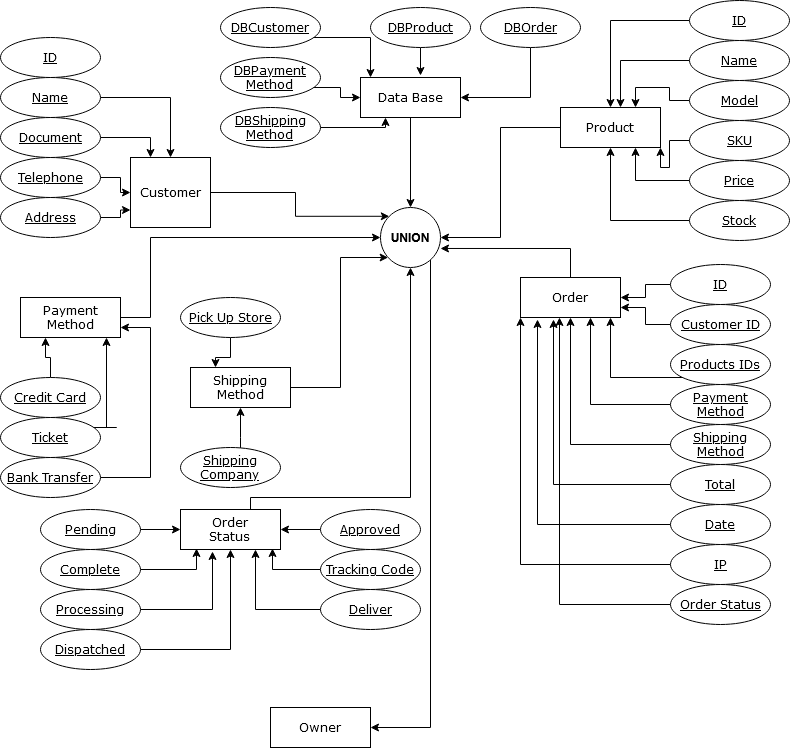 DBCustomer
DBProduct
DBOrder
DBPayment
Method
DBShipping
Method
Data Base
ID
Name
Document
Telephone
Address
Customer
ID
Name
Model
SKU
Price
Stock
Product
UNION
Payment
Method
Credit Card
Ticket
Bank Transfer
Pick Up Store
Shipping
Method
Shipping
Company
Order
ID
Customer ID
Products IDs
Payment
Method
Shipping
Method
Total
Date
IP
Order Status
Order
Status
Pending
Complete
Processing
Dispatched
Approved
Tracking Code
Deliver
Owner